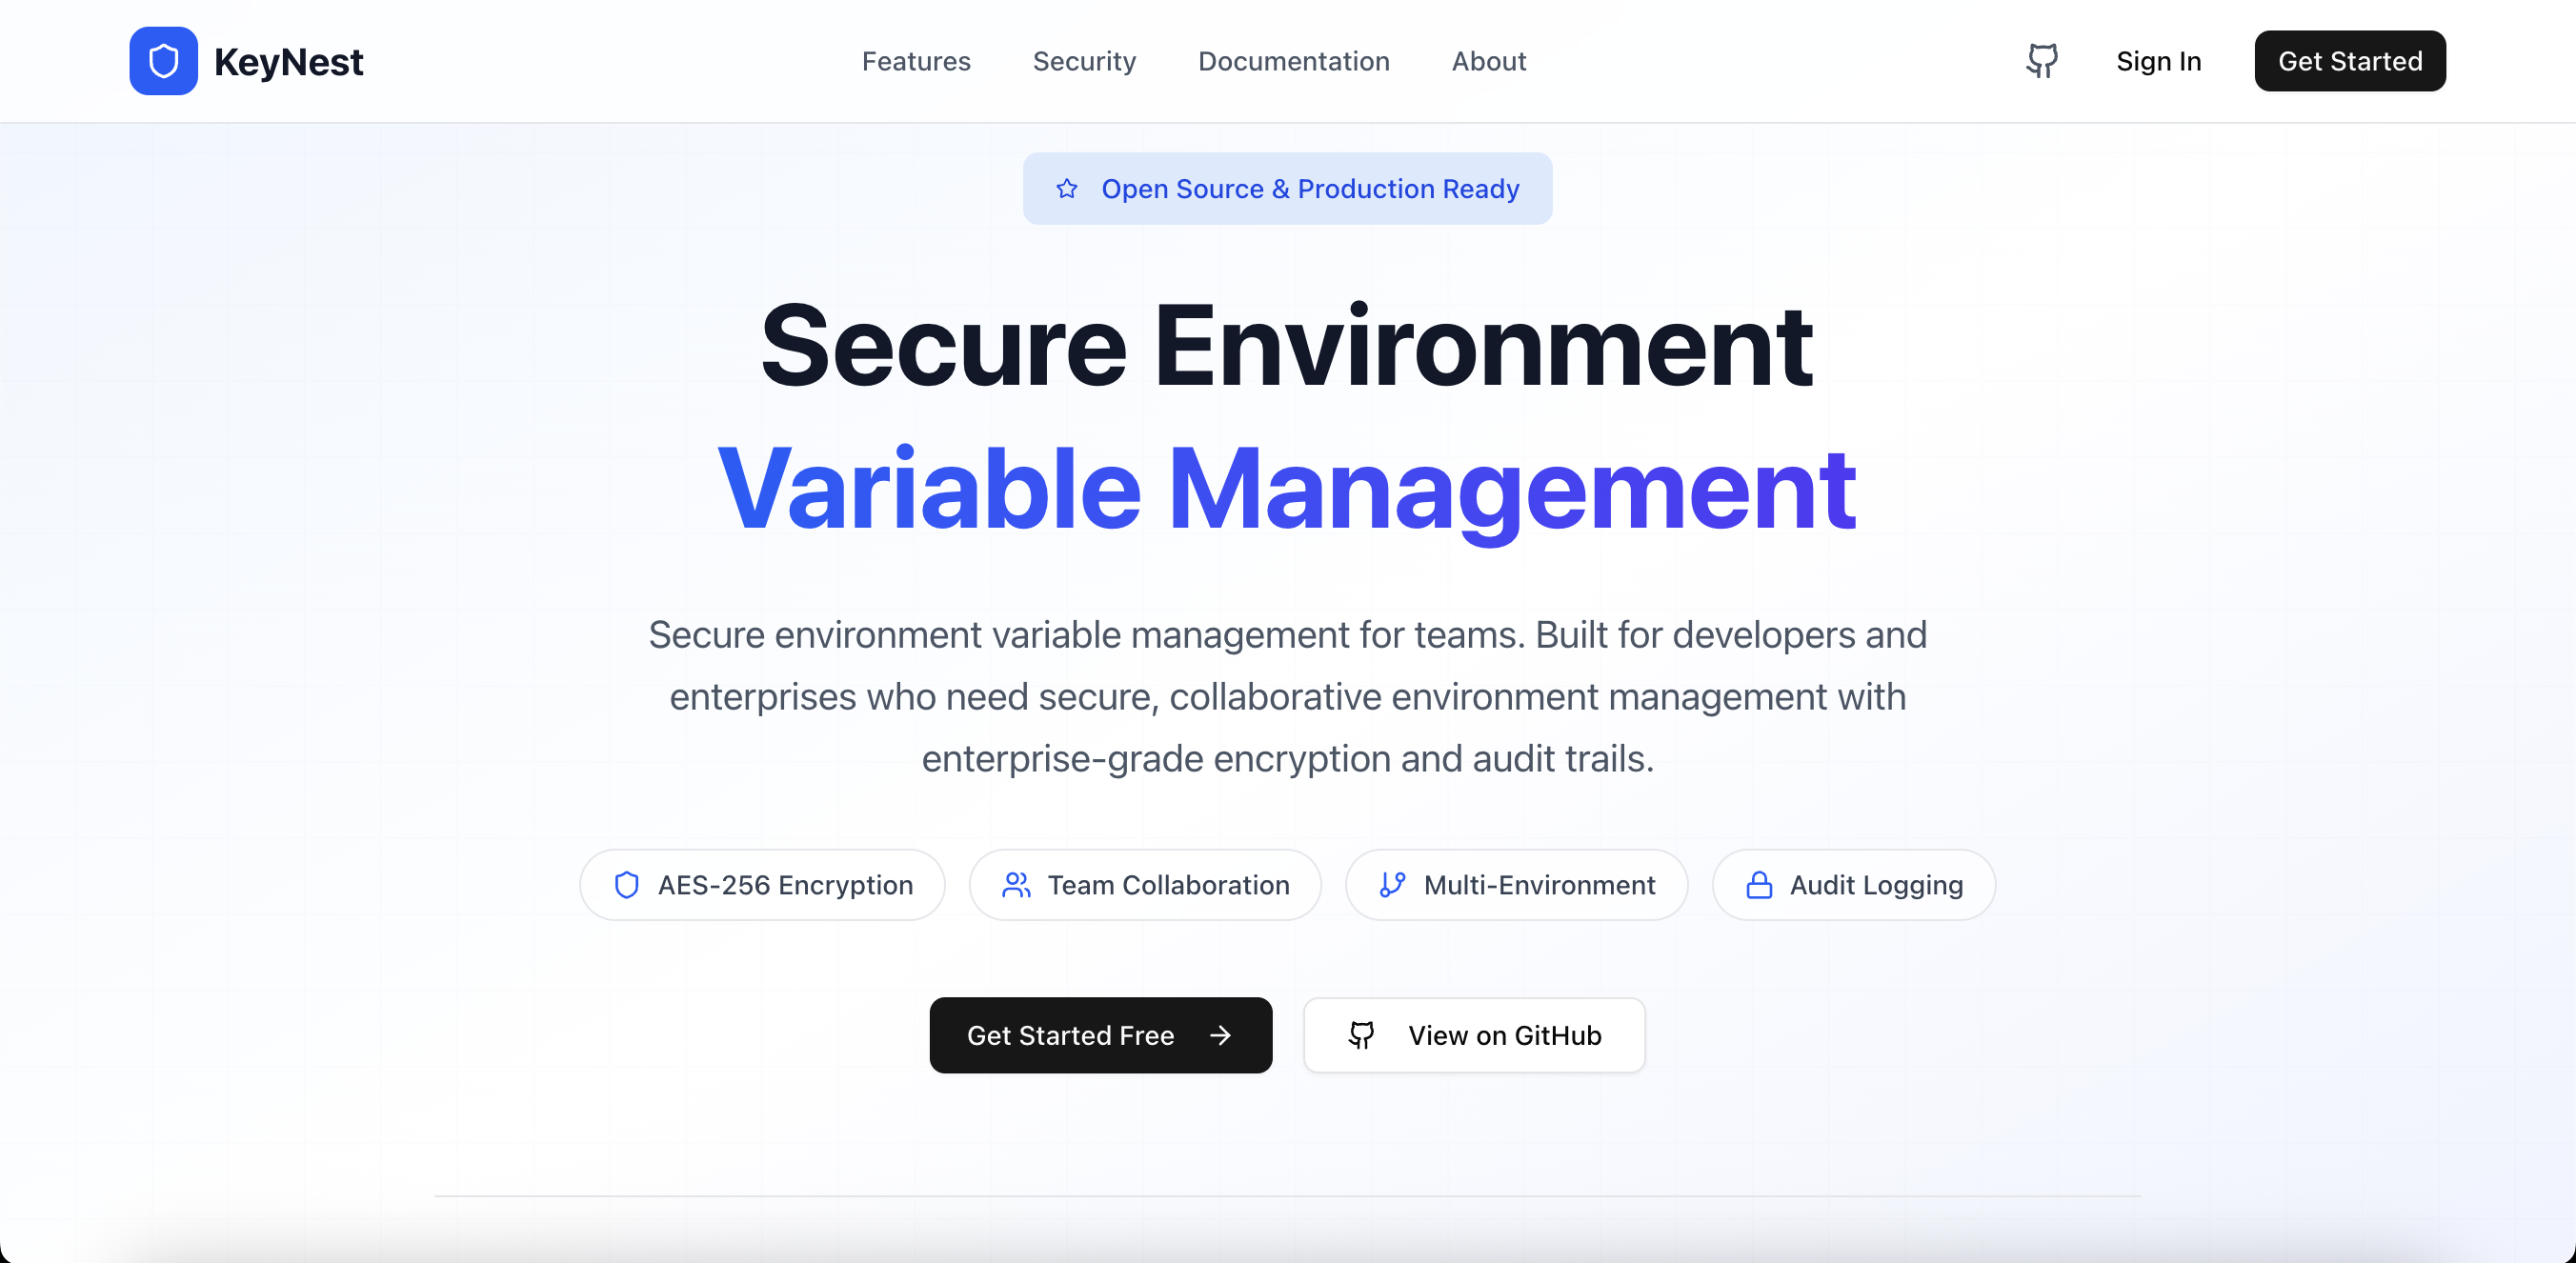 KeyNest
Features
Security
Documentation
About
Sign In
Get Started
Open Source & Production Ready
Secure Environment
Variable Management
Secure environment variable management for teams. Built for developers and
enterprises who need secure, collaborative environment management with
enterprise-grade encryption and audit trails.
AES-256 Encryption
Team Collaboration
Multi-Environment
Audit Logging
Get Started Free
View on GitHub